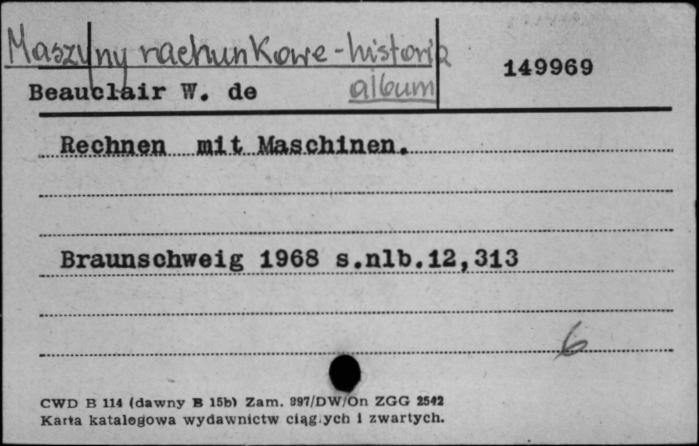 Maszyny rachunkowe - historia
album
149969
Beauclair W. de
Rechnen mit Maschinen.
Braunschweig 1968 s.nlb.12,313
6
CWD B 114 (dawny B 15b) Zam. 997/DW/On ZGG 2542
Karta katalogowa wydawnictw ciągłych i zwartych.